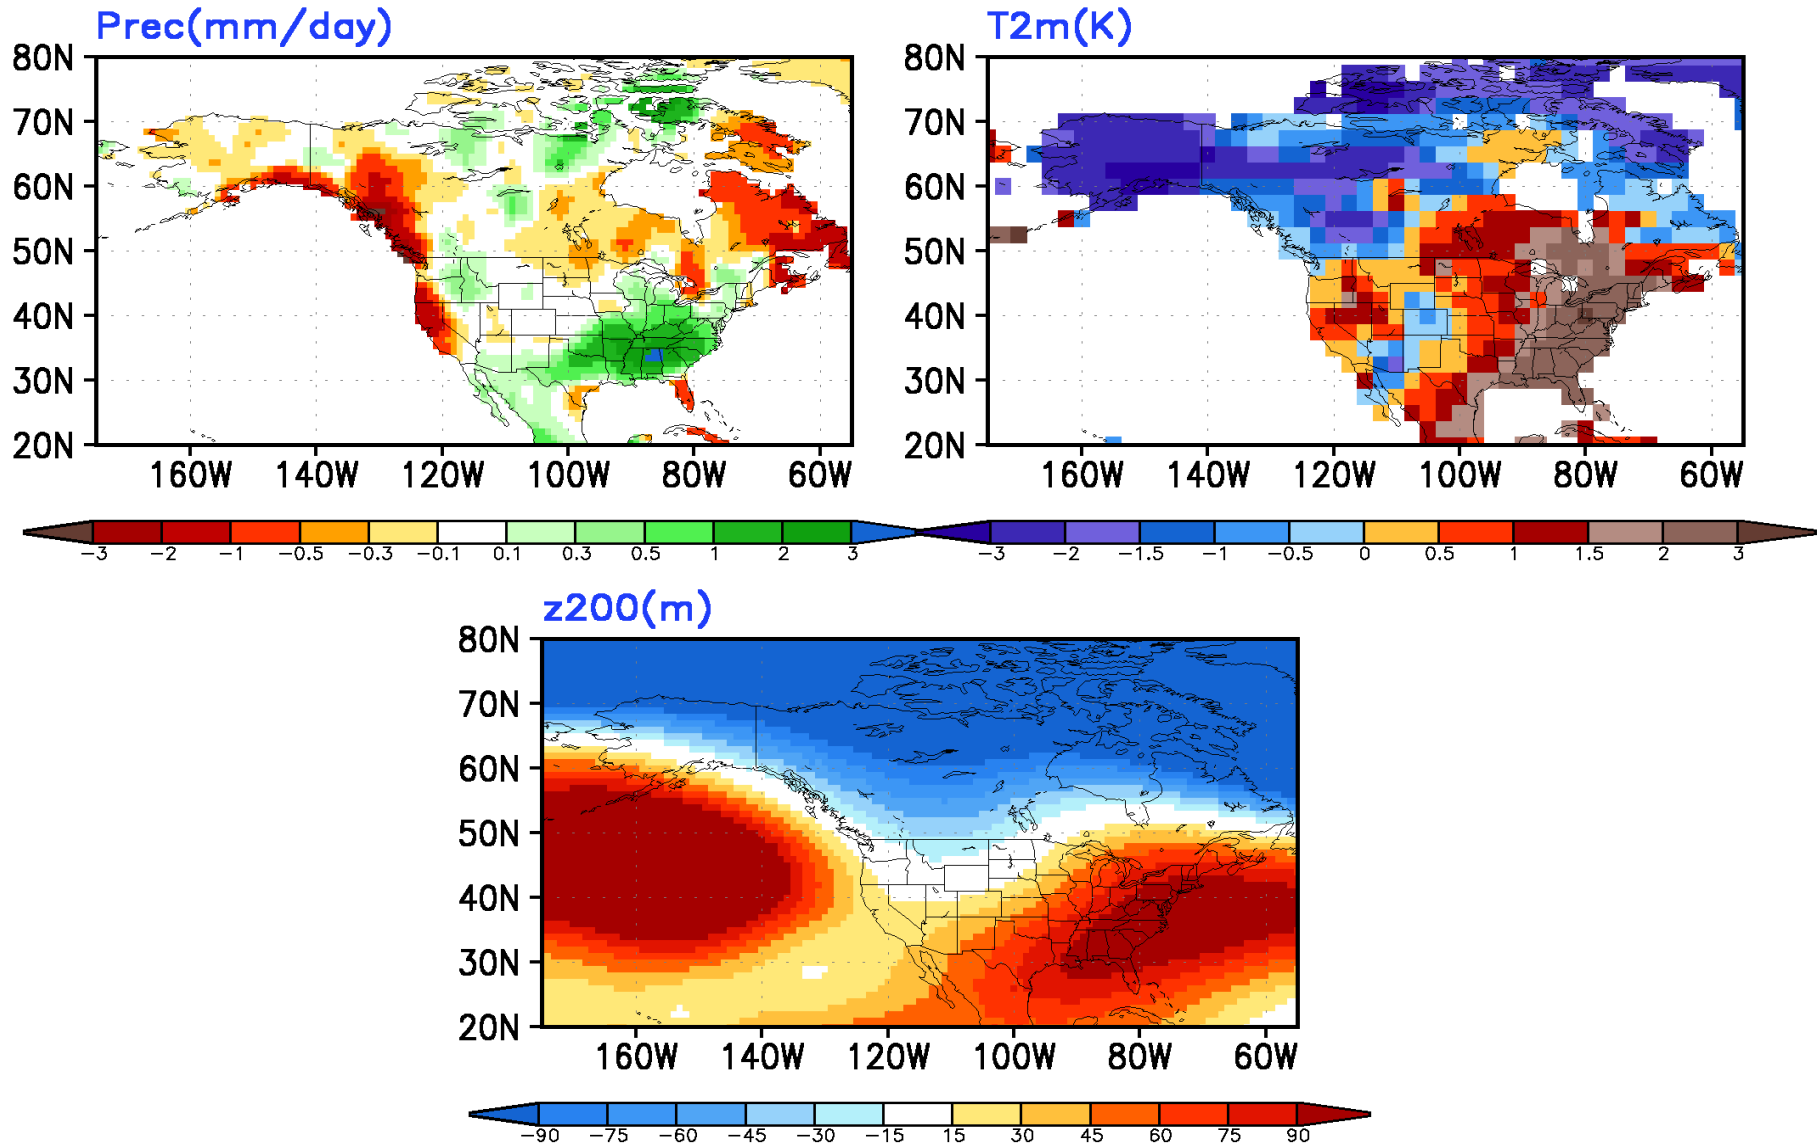 Prec(mm/day)
80N
70N
60N
50N
40N
30N
20N
160W 140W 120W 100W 80W 60W
-3 -2 -1 -0.5 -0.3 -0.1 0.1 0.3 0.5 1 2 3
T2m(K)
80N
70N
60N
50N
40N
30N
20N
160W 140W 120W 100W 80W 60W
-3 -2 -1.5 -1 -0.5 0 0.5 1 1.5 2 3
z200(m)
80N
70N
60N
50N
40N
30N
20N
160W 140W 120W 100W 80W 60W
-90 -75 -60 -45 -30 -15 15 30 45 60 75 90